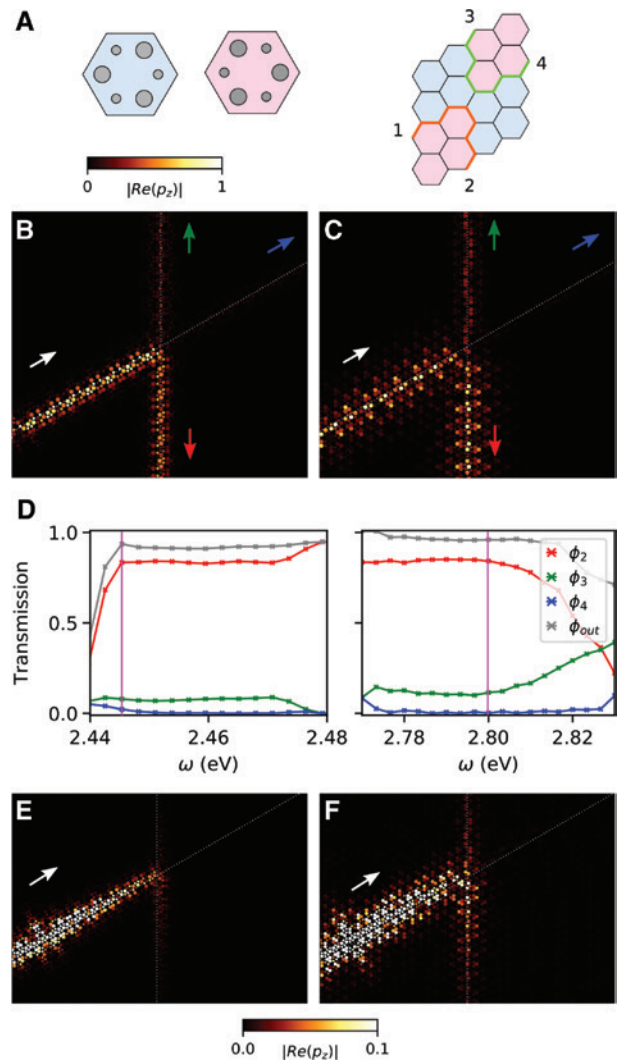 A
3
4
1
2
0 1
|Re(p_z)|
B C
D
Transmission
1.0
0.5
0.0
2.44 2.46 2.48
ω (eV)
2.78 2.80 2.82
ω (eV)
ϕ_2
ϕ_3
ϕ_4
ϕ_out
E F
0.0 0.1
|Re(p_z)|